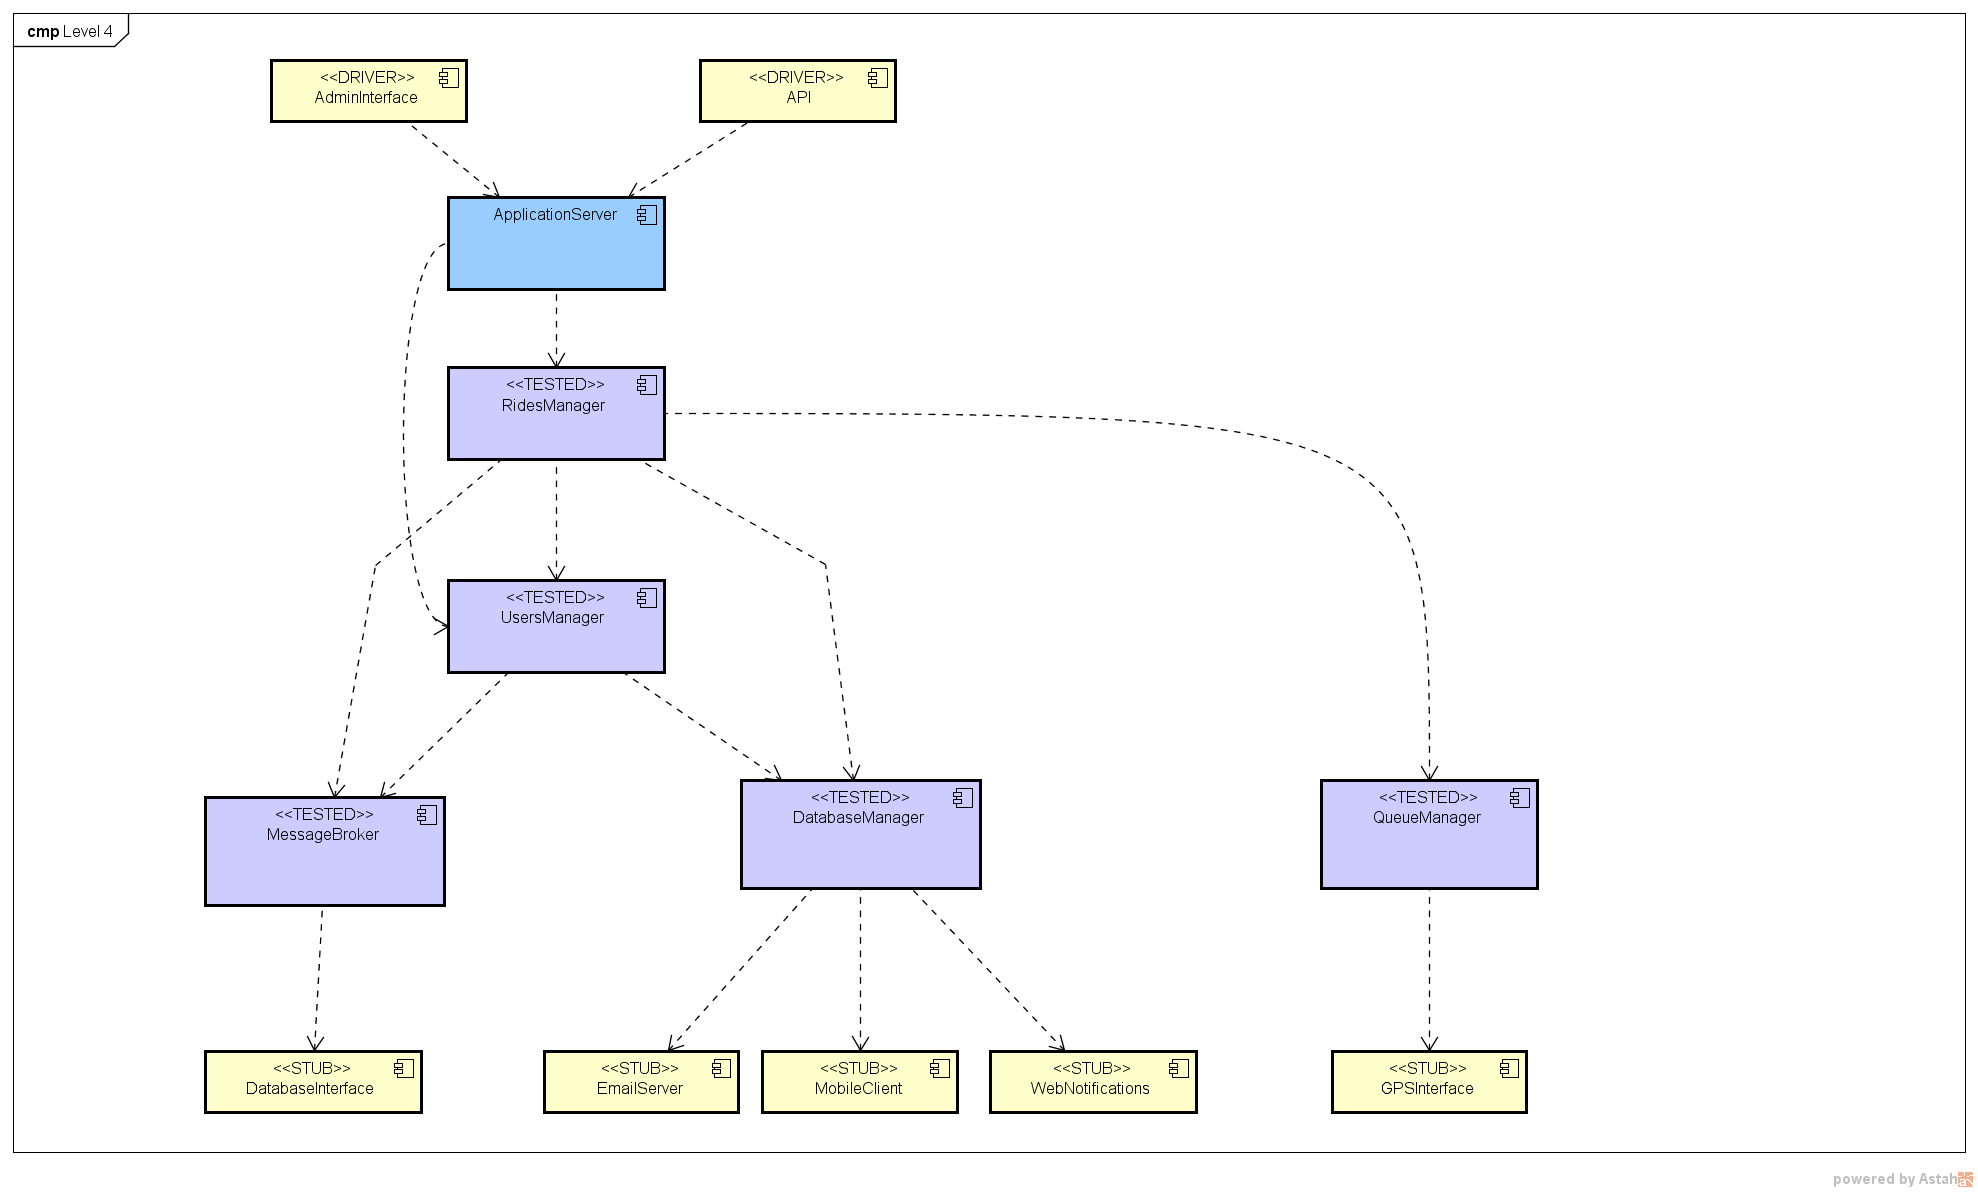 cmp Level 4
<<DRIVER>>
AdminInterface
<<DRIVER>>
API
ApplicationServer
<<TESTED>>
RidesManager
<<TESTED>>
UsersManager
<<TESTED>>
MessageBroker
<<TESTED>>
DatabaseManager
<<TESTED>>
QueueManager
<<STUB>>
DatabaseInterface
<<STUB>>
EmailServer
<<STUB>>
MobileClient
<<STUB>>
WebNotifications
<<STUB>>
GPSInterface
powered by Astah